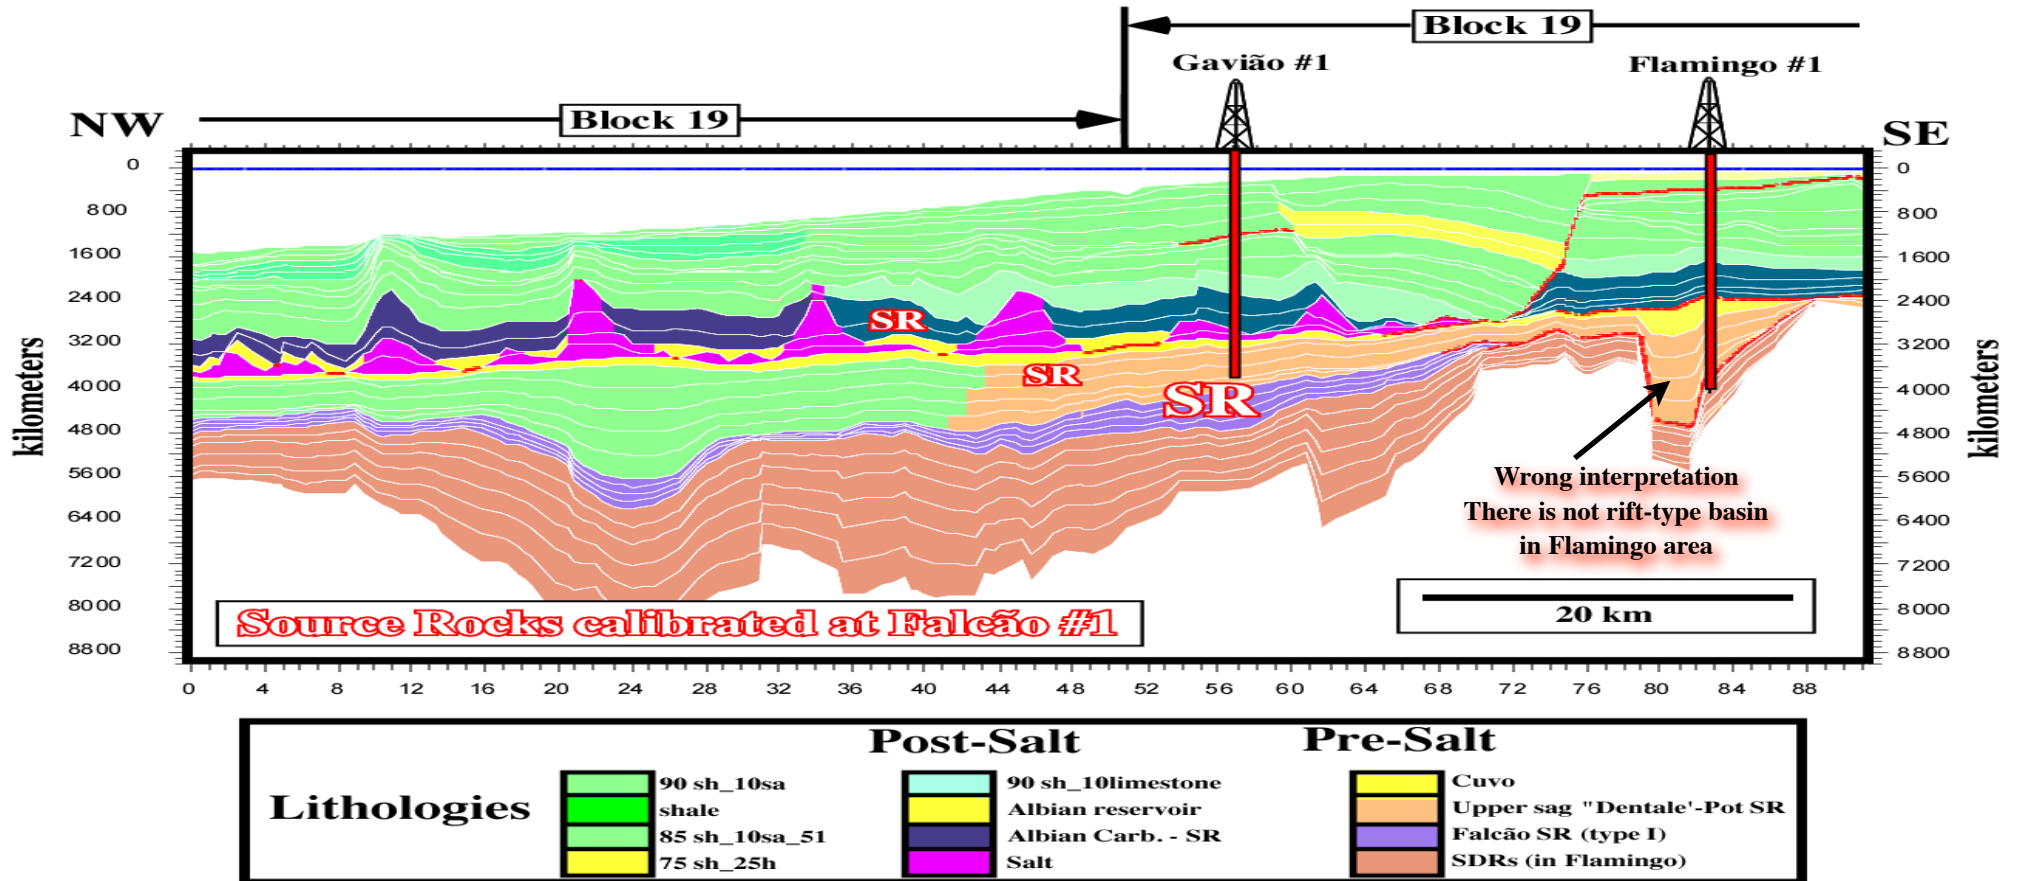 Block 19
Gavião #1
Flamingo #1
NW
Block 19
SE
0
800
1600
2400
3200
4000
4800
5600
6400
7200
8000
8800
kilometers
0
800
1600
2400
3200
4000
4800
5600
6400
7200
8000
8800
kilometers
SR
SR
SR
Wrong interpretation
There is not rift-type basin
in Flamingo area
20 km
Source Rocks calibrated at Falcão #1
0 4 8 12 16 20 24 28 32 36 40 44 48 52 56 60 64 68 72 76 80 84 88
Lithologies
90 sh_10sa
shale
85 sh_10sa_51
75 sh_25h
Post-Salt
90 sh_10limestone
Albian reservoir
Albian Carb. - SR
Salt
Pre-Salt
Cuvo
Upper sag "Dentale'-Pot SR
Falcão SR (type I)
SDRs (in Flamingo)